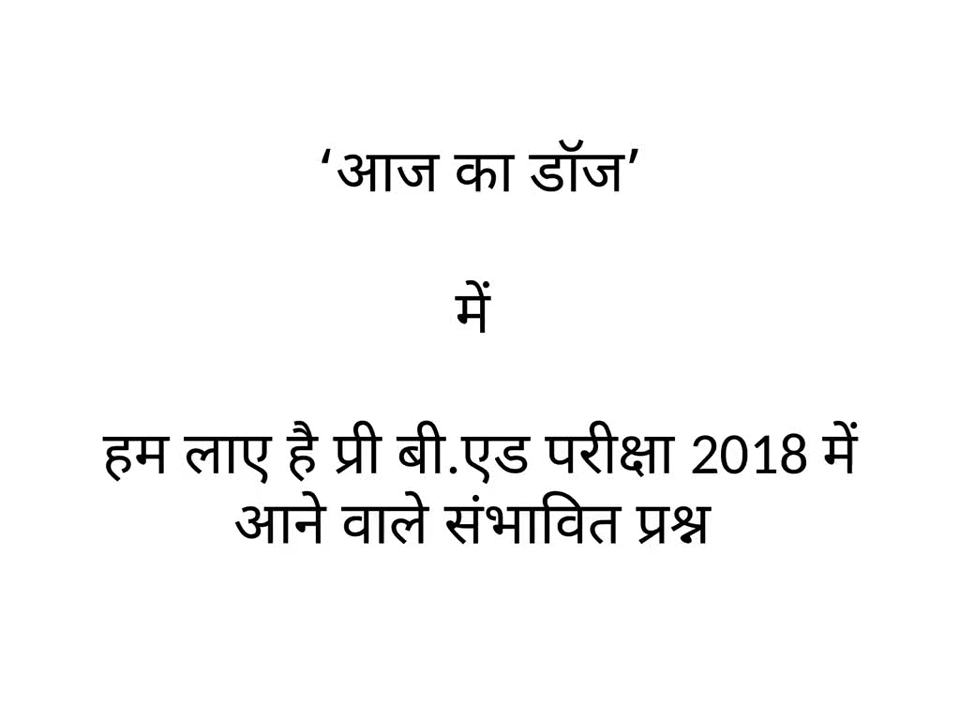 ‘आज का डॉज’
में
हम लाए है प्री बी.एड परीक्षा 2018 में
आने वाले संभावित प्रश्न